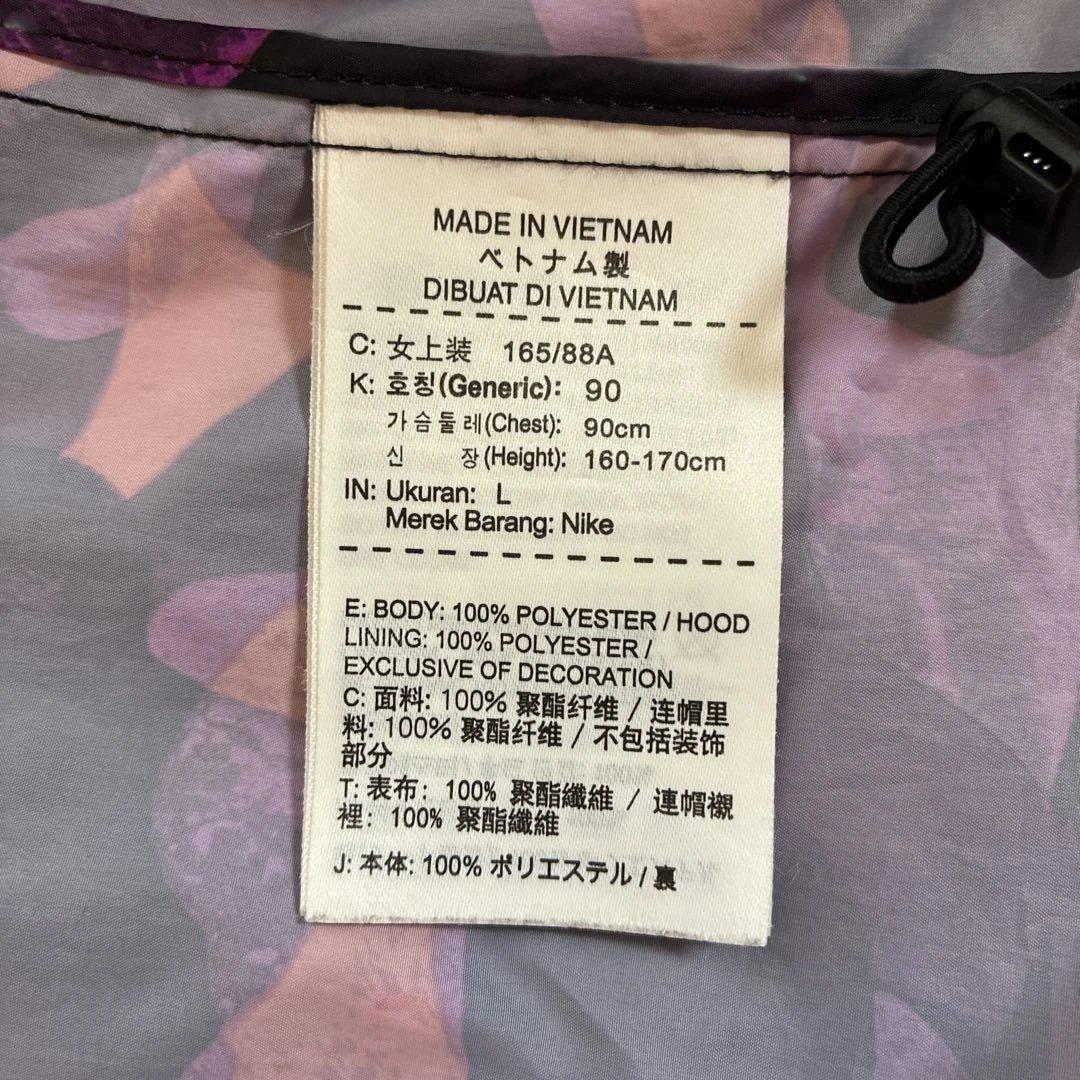 MADE IN VIETNAM
ベトナム製
DIBUAT DI VIETNAM
C: 女上装 165/88A
K: 호칭(Generic): 90
가슴둘레(Chest): 90cm
신 장(Height): 160-170cm
IN: Ukuran: L
Merek Barang: Nike
E: BODY: 100% POLYESTER / HOOD
LINING: 100% POLYESTER /
EXCLUSIVE OF DECORATION
C: 面料: 100% 聚酯纤维 / 连帽里
料: 100% 聚酯纤维 / 不包括装饰
部分
T: 表布: 100% 聚酯纖維 / 連帽襯
裡: 100% 聚酯纖維
J: 本体: 100% ポリエステル / 裏